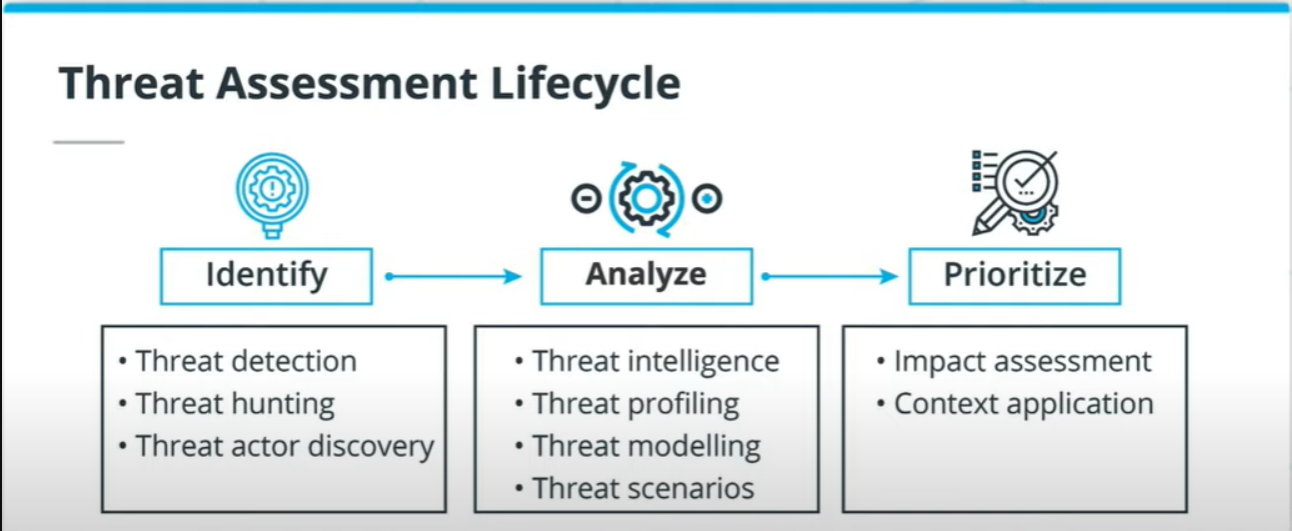 Threat Assessment Lifecycle
Identify
Analyze
Prioritize
• Threat detection
• Threat hunting
• Threat actor discovery
• Threat intelligence
• Threat profiling
• Threat modelling
• Threat scenarios
• Impact assessment
• Context application